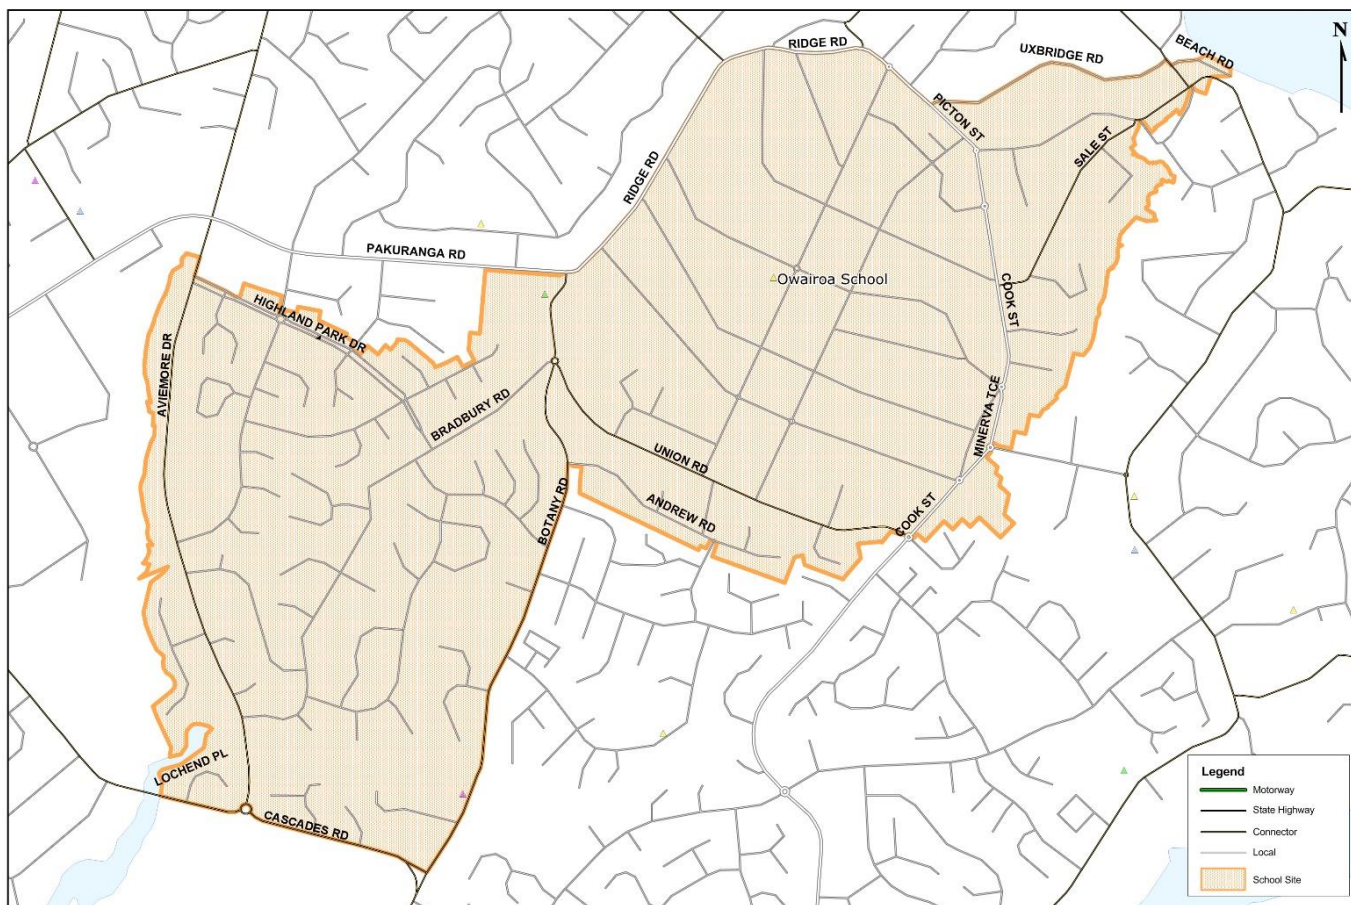 RIDGE RD
UXBRIDGE RD
BEACH RD
N
PICTON ST
SALE ST
RIDGE RD
PAKURANGA RD
Owairoa School
COOK ST
HIGHLAND PARK DR
AVIEMORE DR
BRADBURY RD
MINERVA TCE
UNION RD
BOTANY RD
ANDREW RD
COOK ST
LOCHEND PL
CASCADES RD
Legend
Motorway
State Highway
Connector
Local
School Site